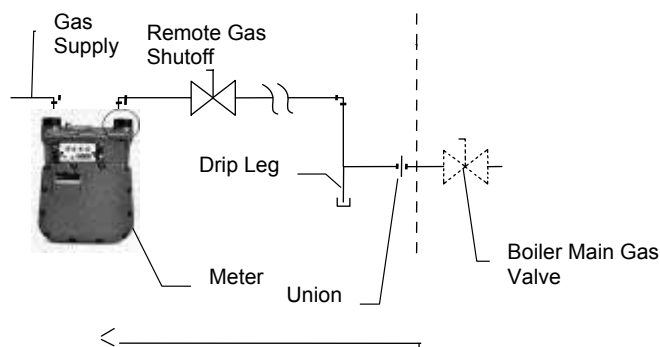 Gas
Supply
Remote Gas
Shutoff
Drip Leg
Meter
Union
Boiler Main Gas
Valve